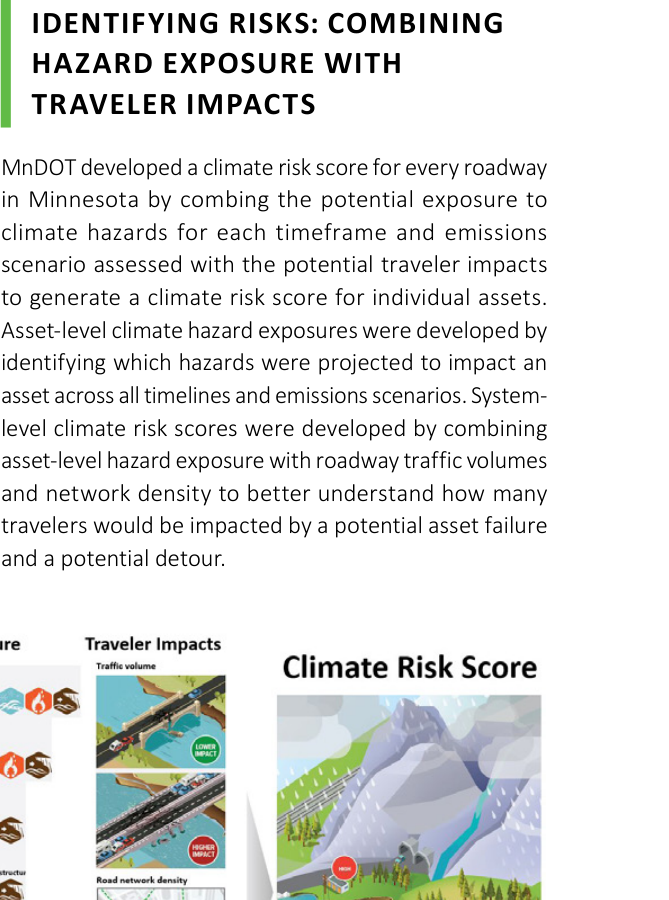 IDENTIFYING RISKS: COMBINING
HAZARD EXPOSURE WITH
TRAVELER IMPACTS
MnDOT developed a climate risk score for every roadway
in Minnesota by combing the potential exposure to
climate hazards for each timeframe and emissions
scenario assessed with the potential traveler impacts
to generate a climate risk score for individual assets.
Asset-level climate hazard exposures were developed by
identifying which hazards were projected to impact an
asset across all timelines and emissions scenarios. System-
level climate risk scores were developed by combining
asset-level hazard exposure with roadway traffic volumes
and network density to better understand how many
travelers would be impacted by a potential asset failure
and a potential detour.
Traveler Impacts
Traffic volume
LOWER
IMPACT
HIGHER
IMPACT
Road network density
Climate Risk Score
HIGH